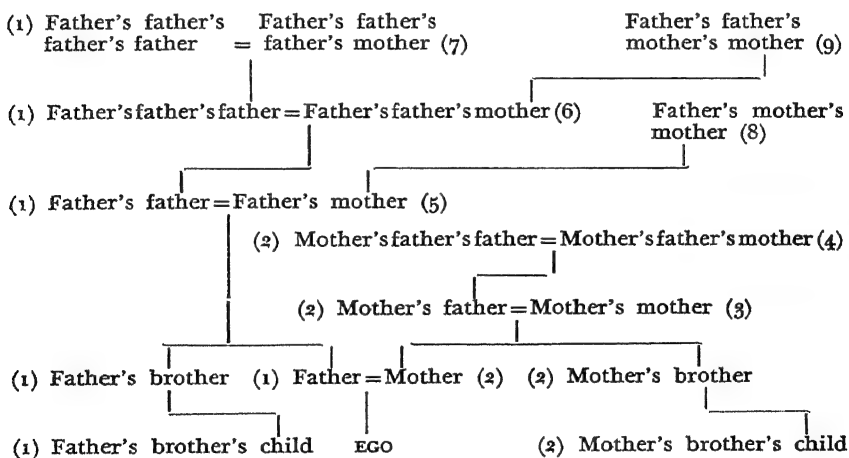 (1) Father's father's Father's father's Father's father's
father's father = father's mother (7) mother's mother (9)
(1) Father's father's father = Father's father's mother (6) Father's mother's
mother (8)
(1) Father's father = Father's mother (5)
(2) Mother's father's father = Mother's father's mother (4)
(2) Mother's father = Mother's mother (3)
(1) Father's brother (1) Father = Mother (2) (2) Mother's brother
(1) Father's brother's child EGO (2) Mother's brother's child